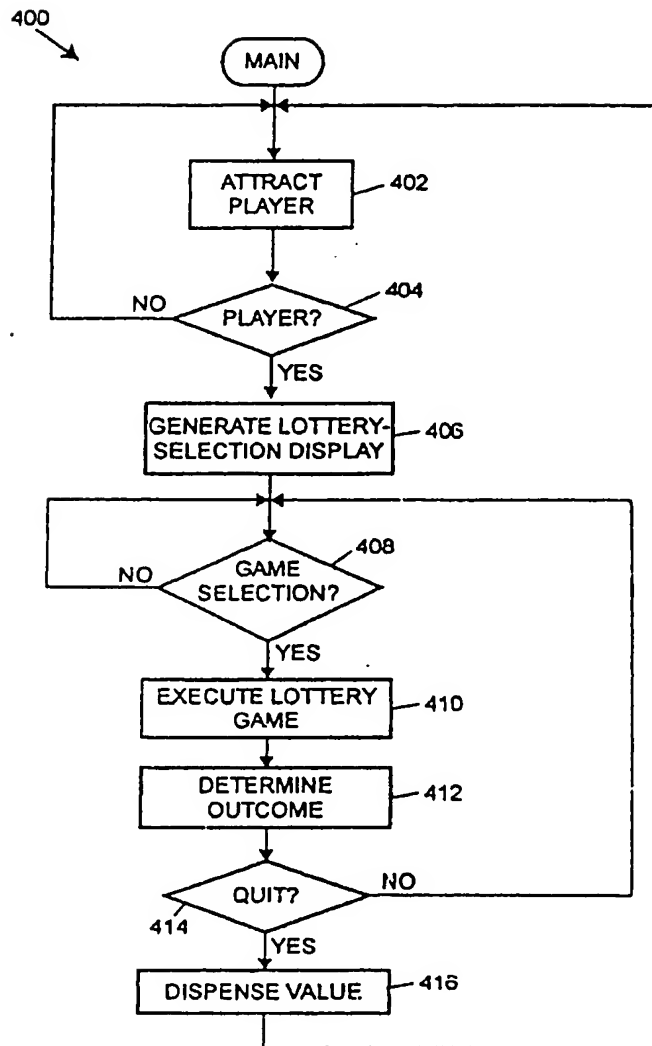 400
MAIN
ATTRACT
PLAYER
402
404
NO
PLAYER?
YES
GENERATE LOTTERY-
SELECTION DISPLAY
406
408
NO
GAME
SELECTION?
YES
EXECUTE LOTTERY
GAME
410
DETERMINE
OUTCOME
412
QUIT?
NO
414
YES
DISPENSE VALUE
416